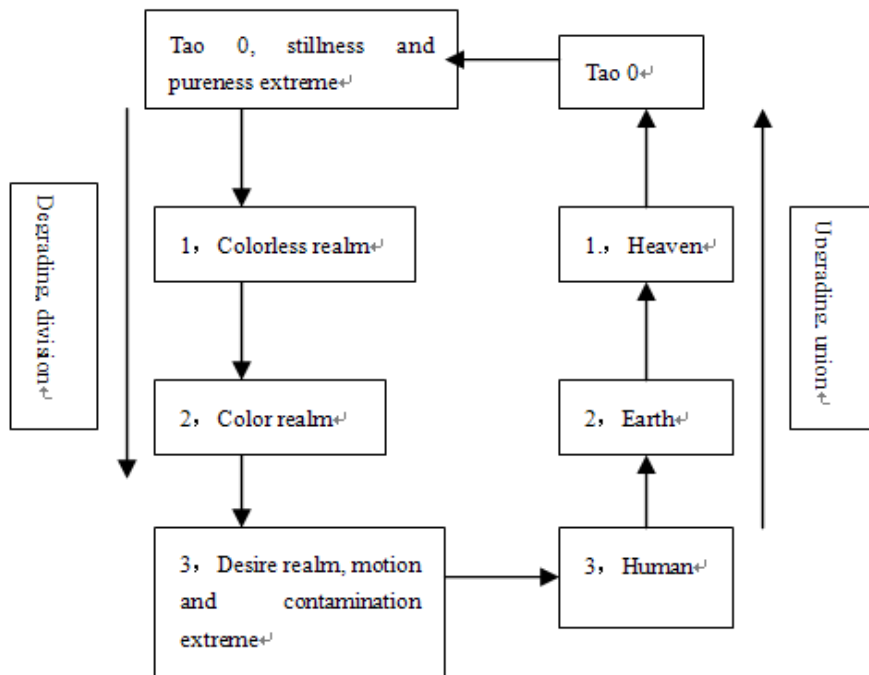 Tao 0, stillness and
pureness extreme↵
Tao 0↵
Degrading, division↵
1，Colorless realm↵
1.，Heaven↵
Upgrading, union↵
2，Color realm↵
2，Earth↵
3，Desire realm, motion
and contamination
extreme↵
3，Human↵